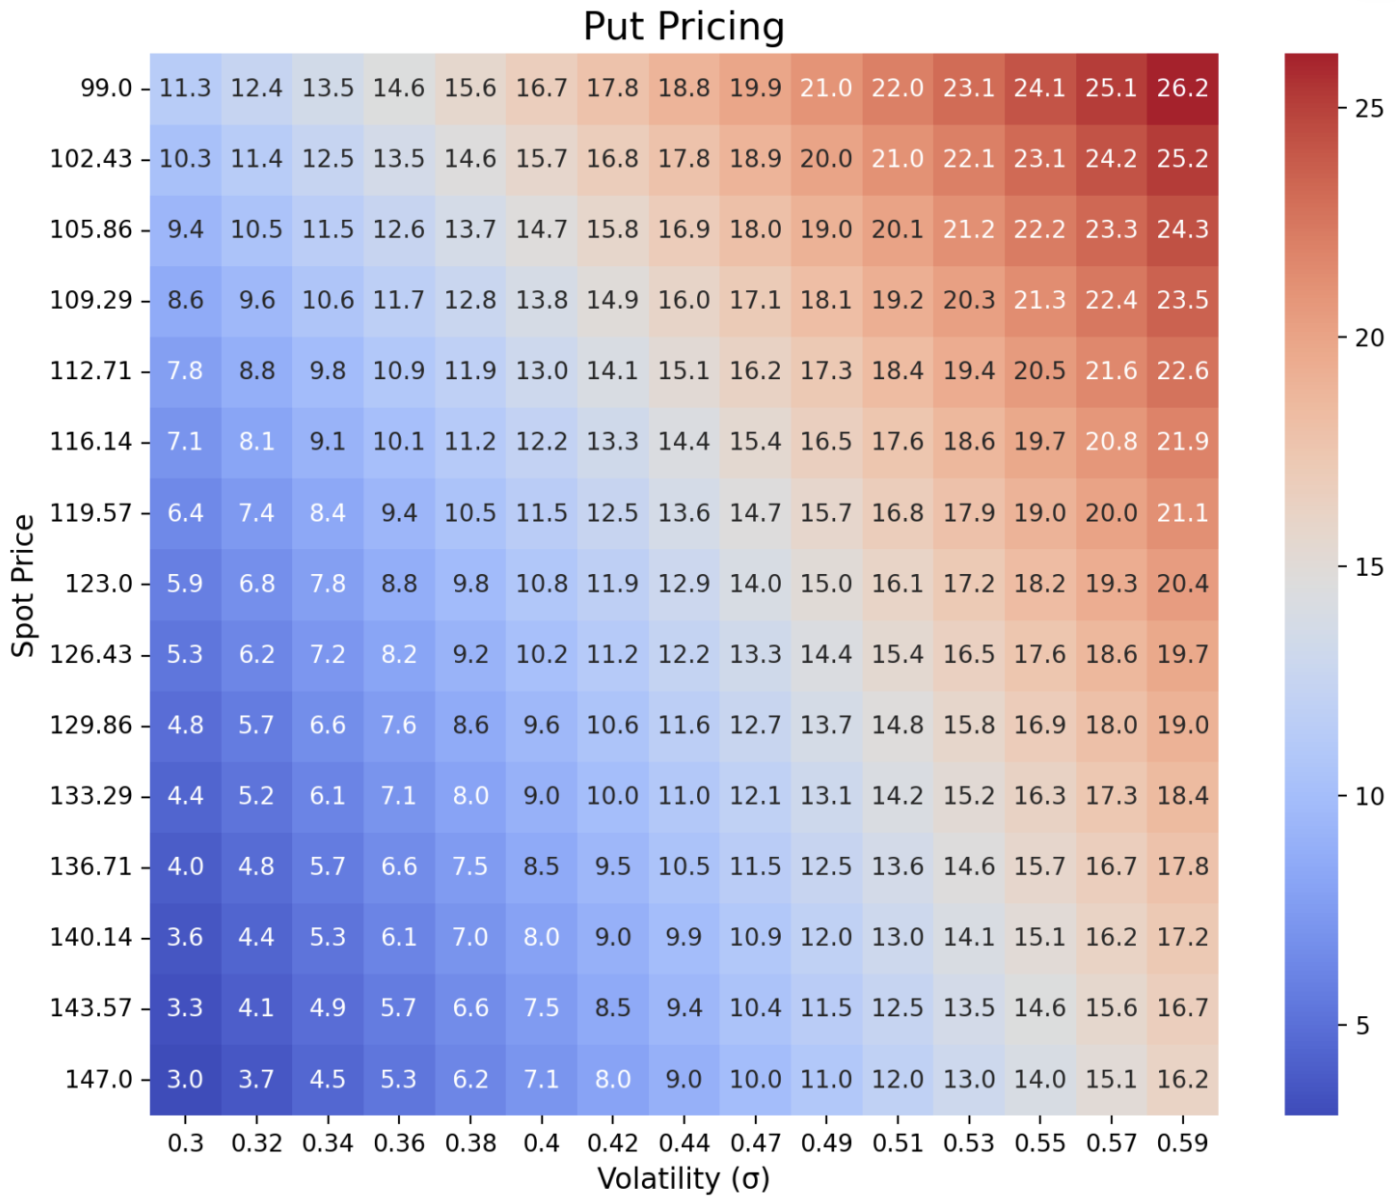 Put Pricing
99.0 11.3 12.4 13.5 14.6 15.6 16.7 17.8 18.8 19.9 21.0 22.0 23.1 24.1 25.1 26.2
102.43 10.3 11.4 12.5 13.5 14.6 15.7 16.8 17.8 18.9 20.0 21.0 22.1 23.1 24.2 25.2
105.86 9.4 10.5 11.5 12.6 13.7 14.7 15.8 16.9 18.0 19.0 20.1 21.2 22.2 23.3 24.3
109.29 8.6 9.6 10.6 11.7 12.8 13.8 14.9 16.0 17.1 18.1 19.2 20.3 21.3 22.4 23.5
112.71 7.8 8.8 9.8 10.9 11.9 13.0 14.1 15.1 16.2 17.3 18.4 19.4 20.5 21.6 22.6
116.14 7.1 8.1 9.1 10.1 11.2 12.2 13.3 14.4 15.4 16.5 17.6 18.6 19.7 20.8 21.9
119.57 6.4 7.4 8.4 9.4 10.5 11.5 12.5 13.6 14.7 15.7 16.8 17.9 19.0 20.0 21.1
123.0 5.9 6.8 7.8 8.8 9.8 10.8 11.9 12.9 14.0 15.0 16.1 17.2 18.2 19.3 20.4
126.43 5.3 6.2 7.2 8.2 9.2 10.2 11.2 12.2 13.3 14.4 15.4 16.5 17.6 18.6 19.7
129.86 4.8 5.7 6.6 7.6 8.6 9.6 10.6 11.6 12.7 13.7 14.8 15.8 16.9 18.0 19.0
133.29 4.4 5.2 6.1 7.1 8.0 9.0 10.0 11.0 12.1 13.1 14.2 15.2 16.3 17.3 18.4
136.71 4.0 4.8 5.7 6.6 7.5 8.5 9.5 10.5 11.5 12.5 13.6 14.6 15.7 16.7 17.8
140.14 3.6 4.4 5.3 6.1 7.0 8.0 9.0 9.9 10.9 12.0 13.0 14.1 15.1 16.2 17.2
143.57 3.3 4.1 4.9 5.7 6.6 7.5 8.5 9.4 10.4 11.5 12.5 13.5 14.6 15.6 16.7
147.0 3.0 3.7 4.5 5.3 6.2 7.1 8.0 9.0 10.0 11.0 12.0 13.0 14.0 15.1 16.2
0.3 0.32 0.34 0.36 0.38 0.4 0.42 0.44 0.47 0.49 0.51 0.53 0.55 0.57 0.59
Volatility (σ)
Spot Price
25
20
15
10
5